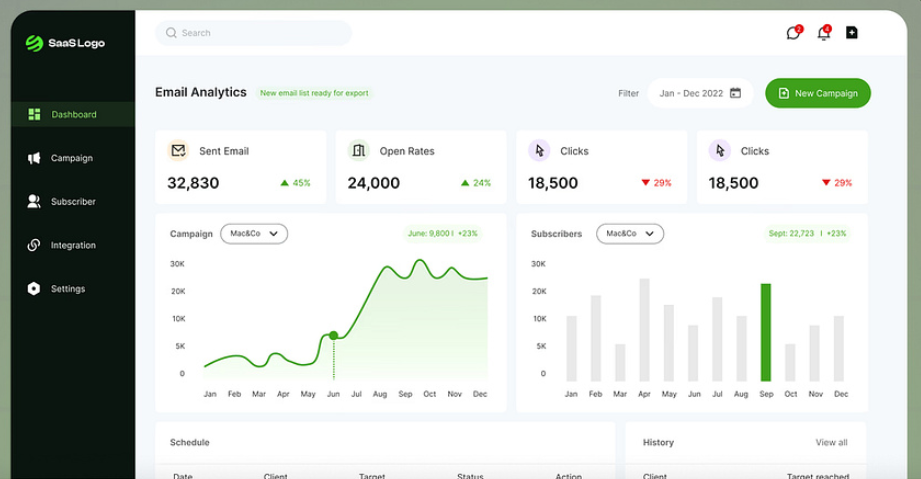 SaaS Logo
Search
2
4
Dashboard
Campaign
Subscriber
Integration
Settings
Email Analytics
New email list ready for export
Filter
Jan - Dec 2022
New Campaign
Sent Email
32,830
45%
Open Rates
24,000
24%
Clicks
18,500
29%
Clicks
18,500
29%
Campaign
Mac&Co
June: 9,800 I +23%
30K
20K
10K
5K
0
Jan Feb Mar Apr May Jun Jul Aug Sep Oct Nov Dec
Subscribers
Mac&Co
Sept: 22,723 I +23%
30K
20K
10K
5K
0
Jan Feb Mar Apr May Jun Jul Aug Sep Oct Nov Dec
Schedule
Date Client Target Status Action
History
View all
Client Target reached